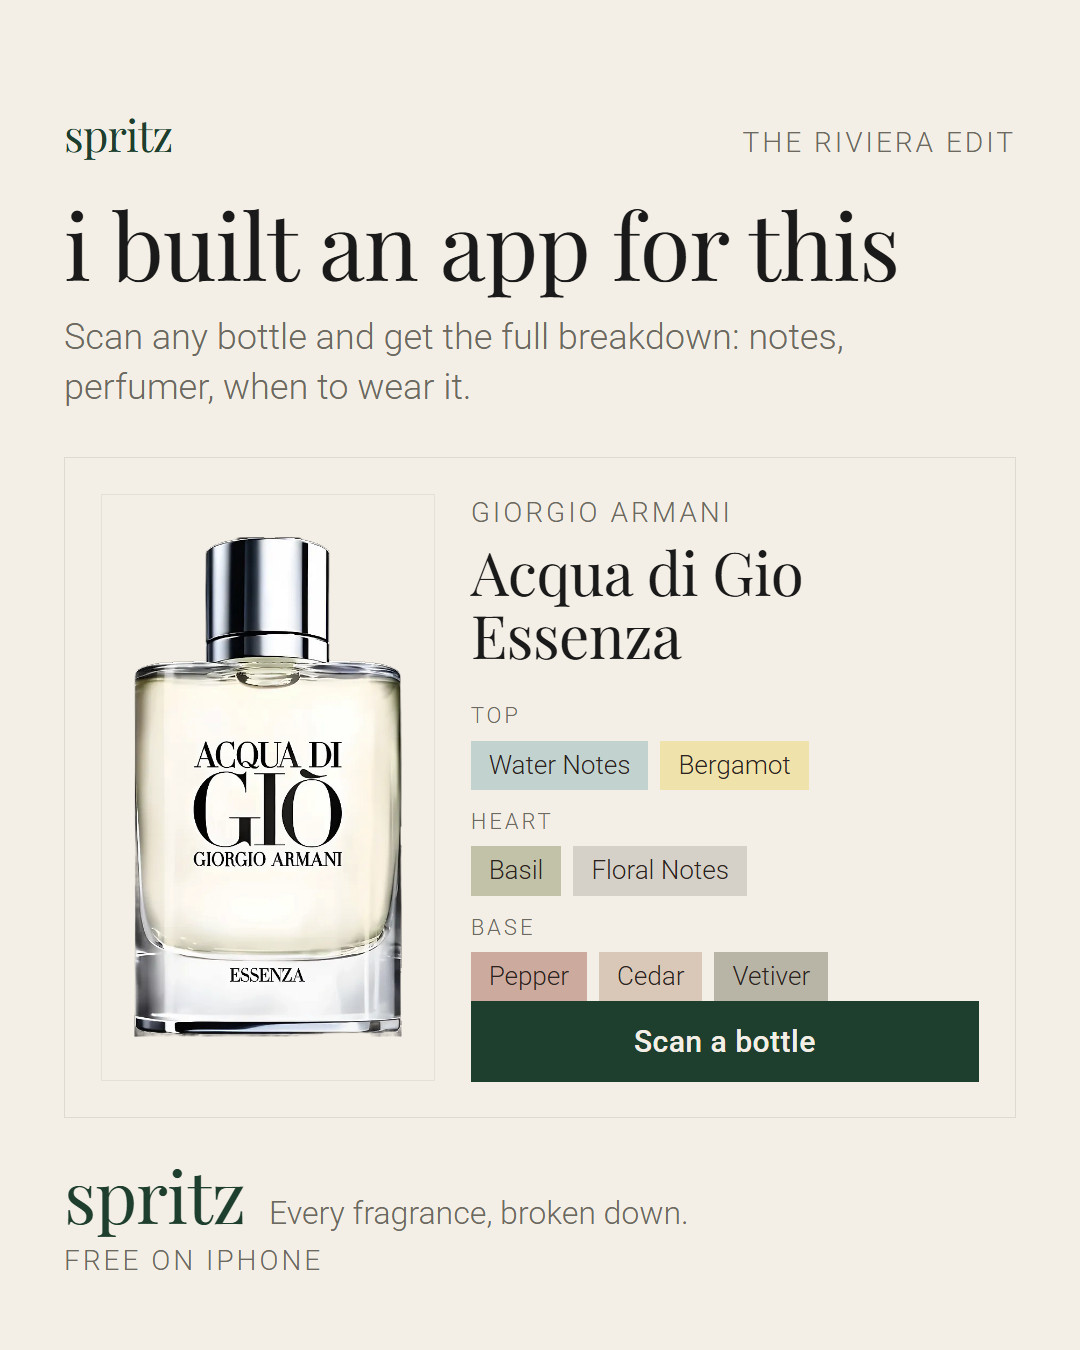 spritz
THE RIVIERA EDIT
i built an app for this
Scan any bottle and get the full breakdown: notes,
perfumer, when to wear it.
ACQUA DI
GIÒ
GIORGIO ARMANI
ESSENZA
GIORGIO ARMANI
Acqua di Gio
Essenza
TOP
Water Notes Bergamot
HEART
Basil Floral Notes
BASE
Pepper Cedar Vetiver
Scan a bottle
spritz Every fragrance, broken down.
FREE ON IPHONE